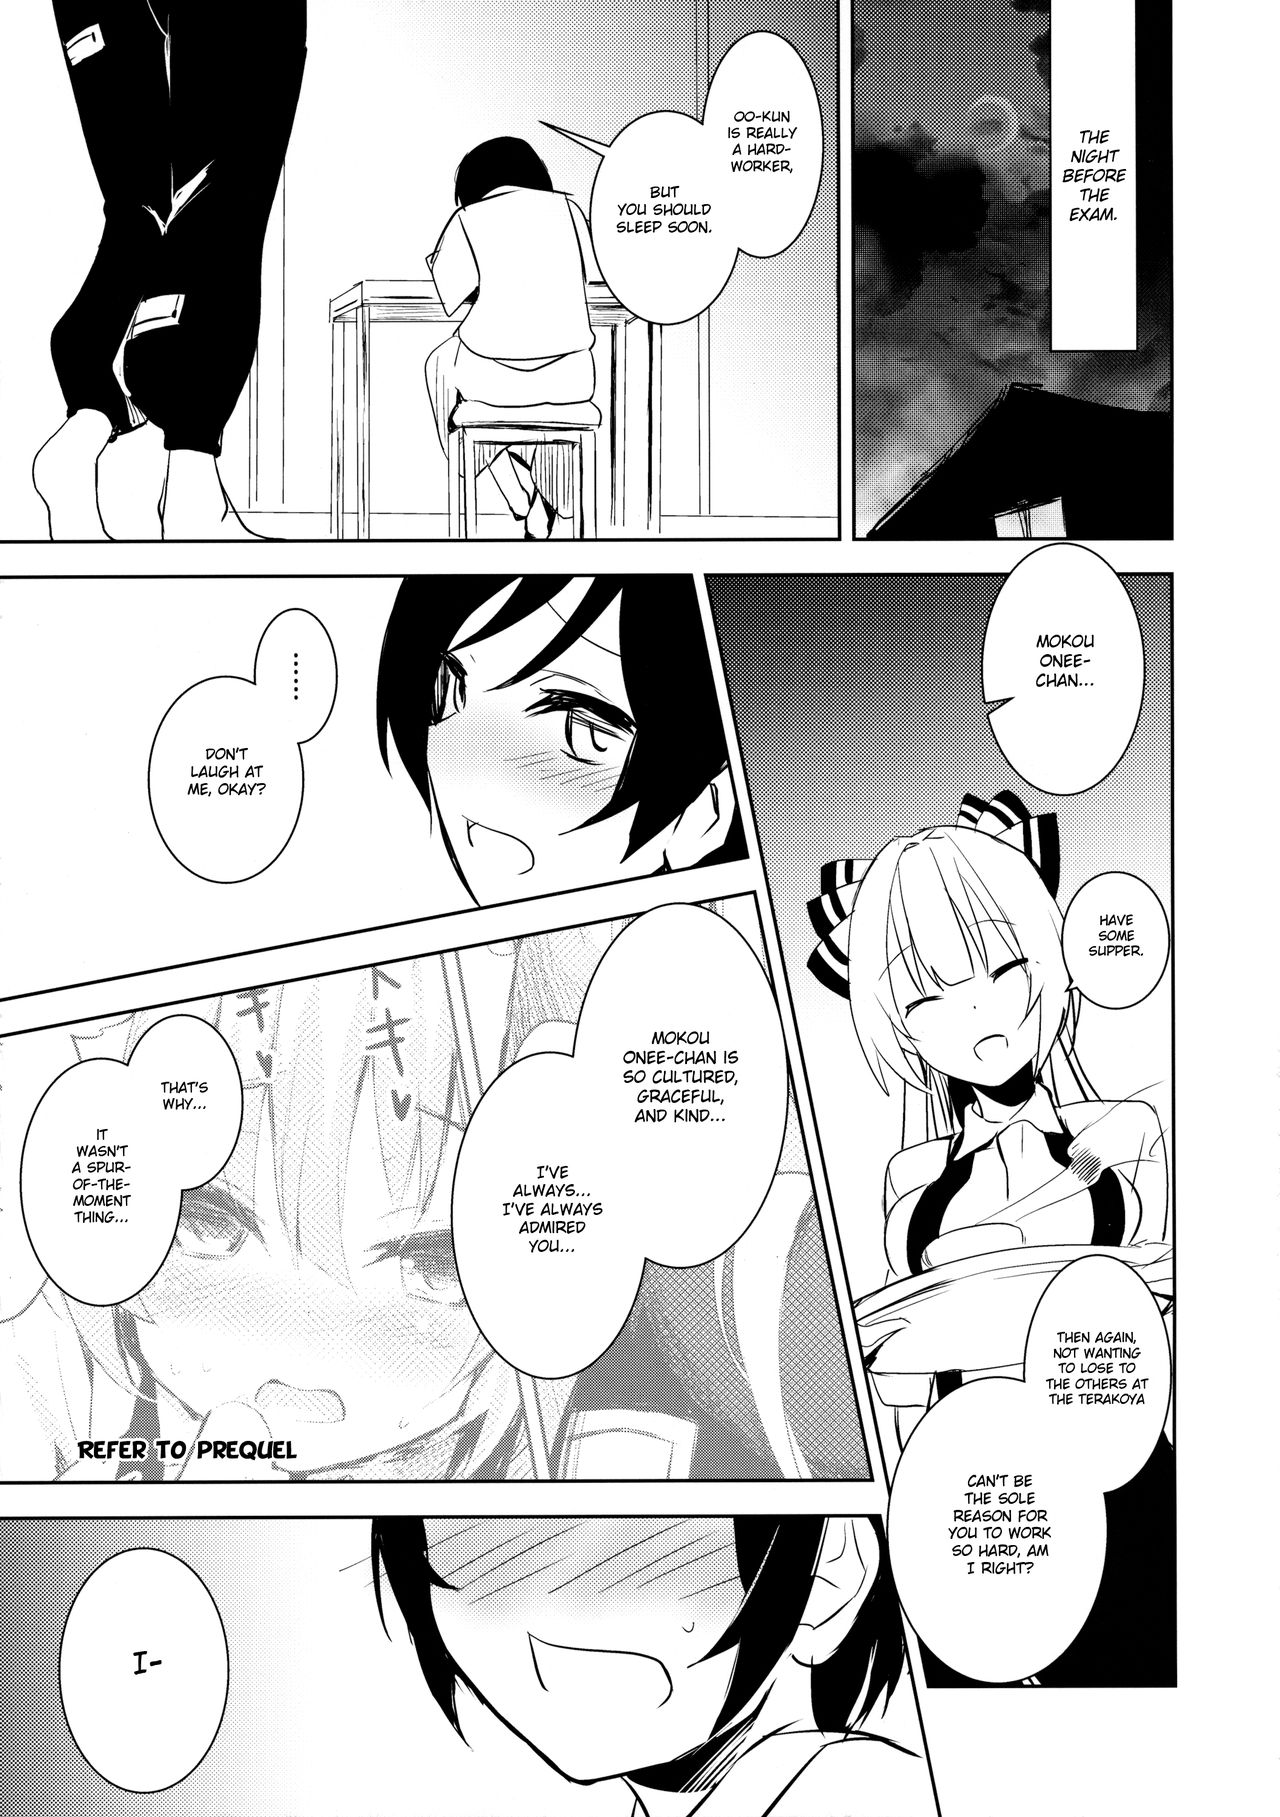 THE
NIGHT
BEFORE
THE
EXAM.
OO-KUN
IS REALLY
A HARD-
WORKER,
BUT
YOU SHOULD
SLEEP SOON.
MOKOU
ONEE-
CHAN...
HAVE
SOME
SUPPER.
THEN AGAIN,
NOT WANTING
TO LOSE TO
THE OTHERS AT
THE TERAKOYA
CAN'T BE
THE SOLE
REASON FOR
YOU TO WORK
SO HARD, AM
I RIGHT?
......
DON'T
LAUGH AT
ME, OKAY?
MOKOU
ONEE-CHAN IS
SO CULTURED,
GRACEFUL,
AND KIND...
I'VE
ALWAYS...
I'VE ALWAYS
ADMIRED
YOU...
ドキ♥
ドキ♥
THAT'S
WHY...
IT
WASN'T
A SPUR-
OF-THE-
MOMENT
THING...
REFER TO PREQUEL
I-